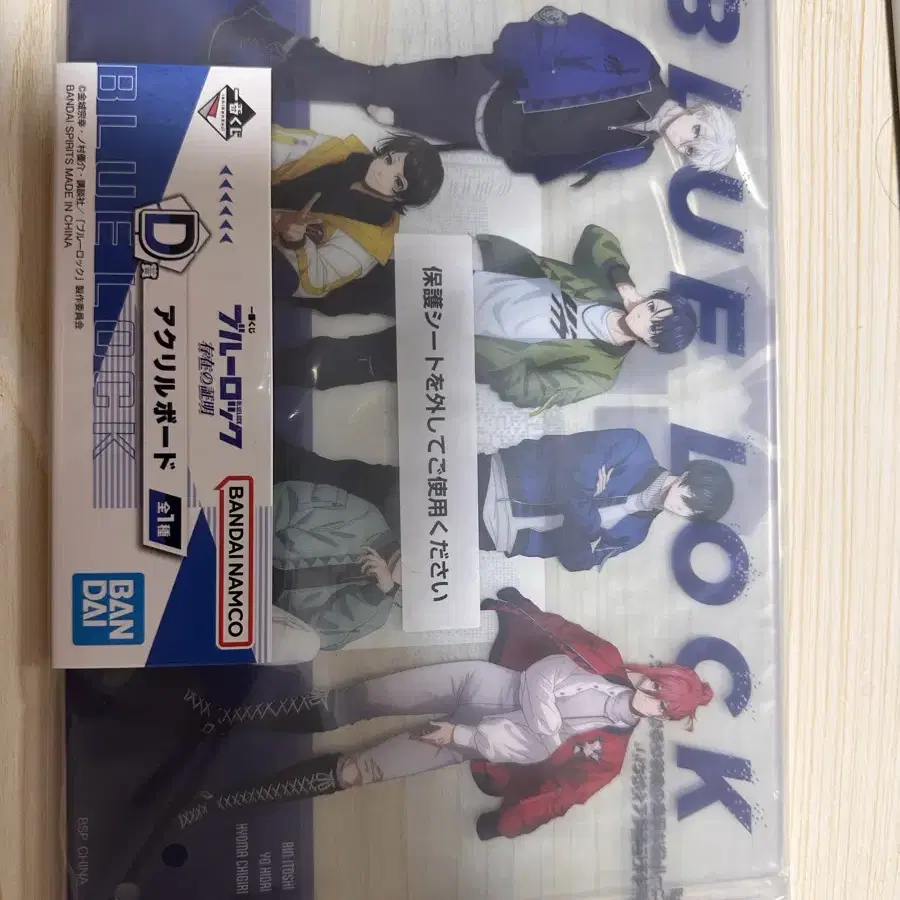 BLUE LOCK
BLUE LOCK
一番くじ
D賞
一番くじ
ブルーロック
存在の証明
アクリルボード
全1種
BANDAI NAMCO
BAN
DAI
©金城宗幸・ノ村優介・講談社/「ブルーロック」製作委員会
BANDAI SPIRITS MADE IN CHINA
保護シートを外してご使用ください
RIN ITOSHI
YO HIORI
HYOMA CHIGIRI
BSP CHINA